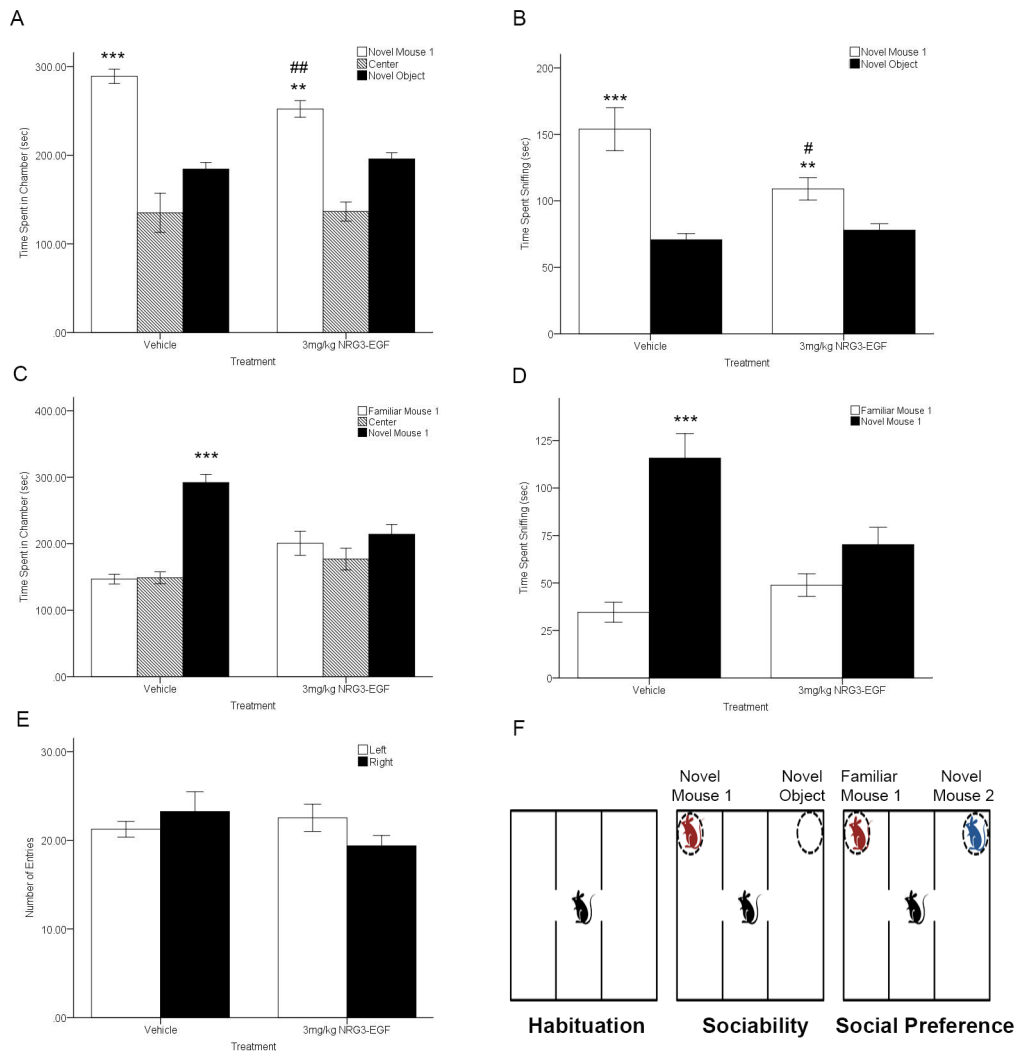 A
Novel Mouse 1
Center
Novel Object
***
##
**
300.00
200.00
100.00
.00
Time Spent in Chamber (sec)
Vehicle
3mg/kg NRG3-EGF
Treatment
B
Novel Mouse 1
Novel Object
***
#
**
200
150
100
50
0
Time Spent Sniffing (sec)
Vehicle
3mg/kg NRG3-EGF
Treatment
C
Familiar Mouse 1
Center
Novel Mouse 1
***
400.00
300.00
200.00
100.00
.00
Time Spent in Chamber (sec)
Vehicle
3mg/kg NRG3-EGF
Treatment
D
Familiar Mouse 1
Novel Mouse 1
***
125
100
75
50
25
0
Time Spent Sniffing (sec)
Vehicle
3mg/kg NRG3-EGF
Treatment
E
Left
Right
30.00
20.00
10.00
.00
Number of Entries
Vehicle
3mg/kg NRG3-EGF
Treatment
F
Novel
Mouse 1
Novel
Object
Familiar
Mouse 1
Novel
Mouse 2
Habituation
Sociability
Social Preference